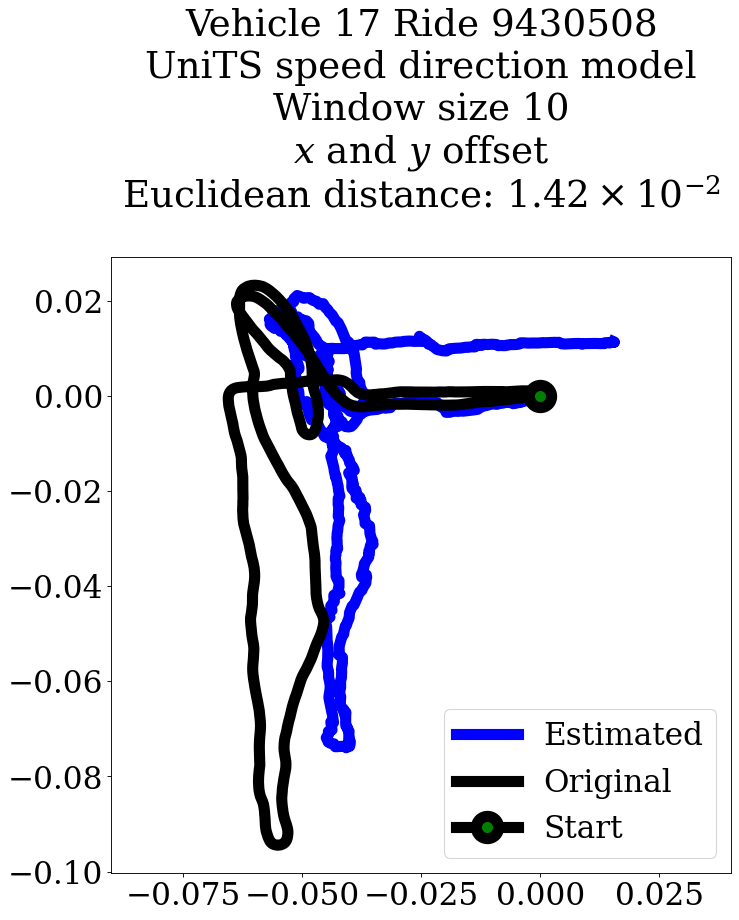 Vehicle 17 Ride 9430508
UniTS speed direction model
Window size 10
x and y offset
Euclidean distance: 1.42 × 10⁻²
0.02
0.00
−0.02
−0.04
−0.06
−0.08
−0.10
Estimated
Original
Start
−0.075 −0.050 −0.025 0.000 0.025